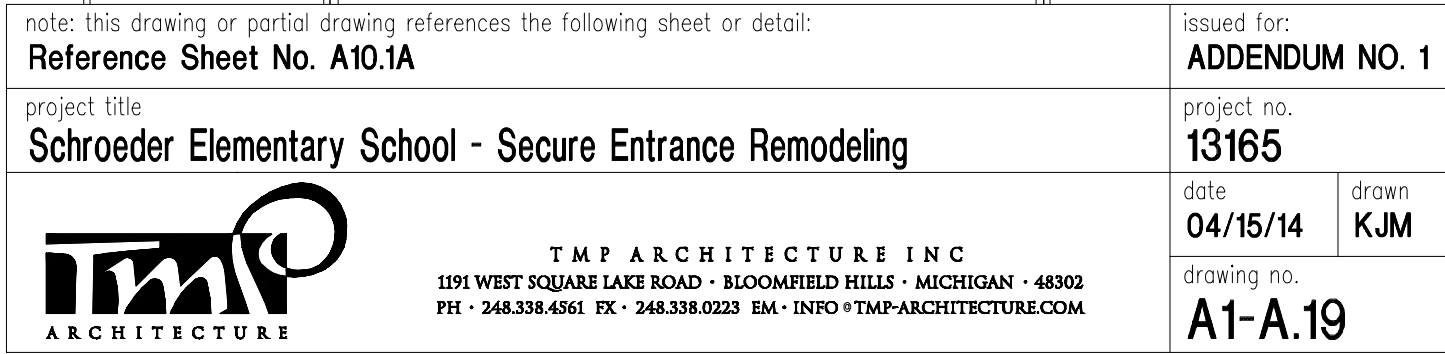 note: this drawing or partial drawing references the following sheet or detail:
Reference Sheet No. A10.1A
issued for:
ADDENDUM NO. 1
project title
Schroeder Elementary School - Secure Entrance Remodeling
project no.
13165
TMP
ARCHITECTURE
TMP ARCHITECTURE INC
1191 WEST SQUARE LAKE ROAD · BLOOMFIELD HILLS · MICHIGAN · 48302
PH · 248.338.4561 FX · 248.338.0223 EM · INFO@TMP-ARCHITECTURE.COM
date
04/15/14
drawn
KJM
drawing no.
A1-A.19